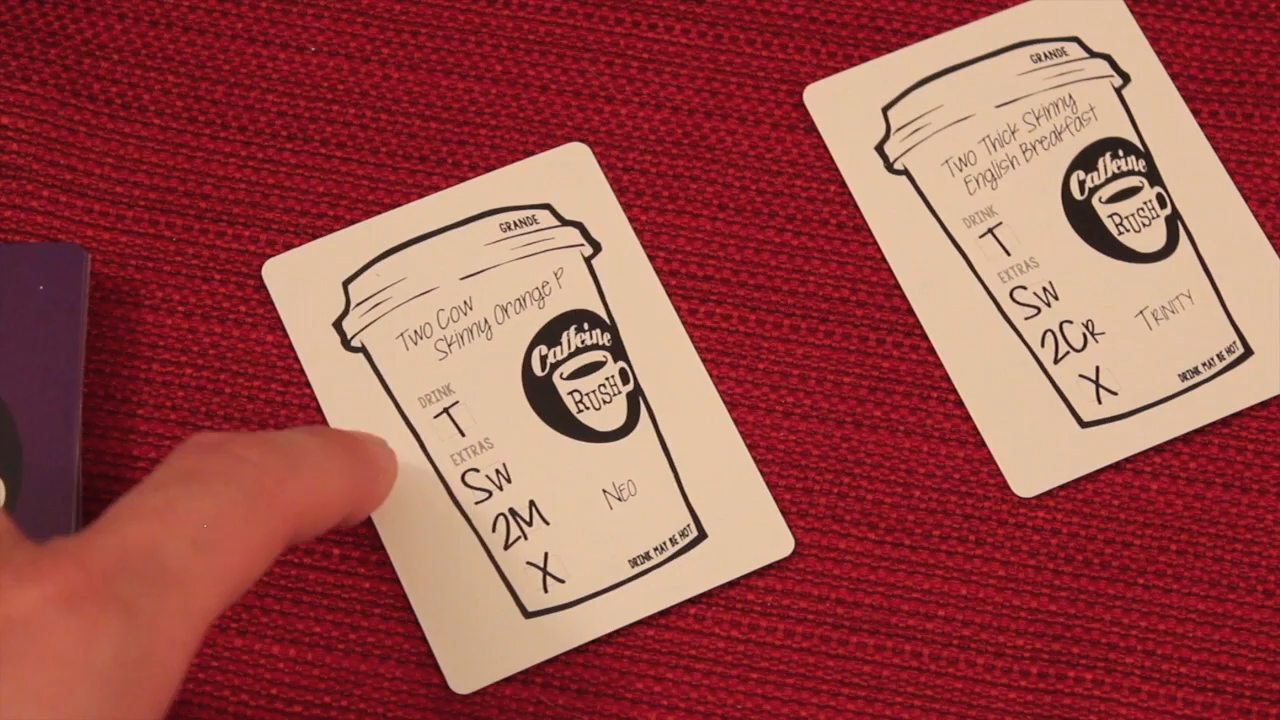 GRANDE
Two Cow
Skinny Orange P
Caffeine
RUSH
DRINK
T
EXTRAS
SW
2M
X
NEO
DRINK MAY BE HOT
GRANDE
Two Thick Skinny
English Breakfast
Caffeine
RUSH
DRINK
T
EXTRAS
SW
2CR
X
TRINITY
DRINK MAY BE HOT